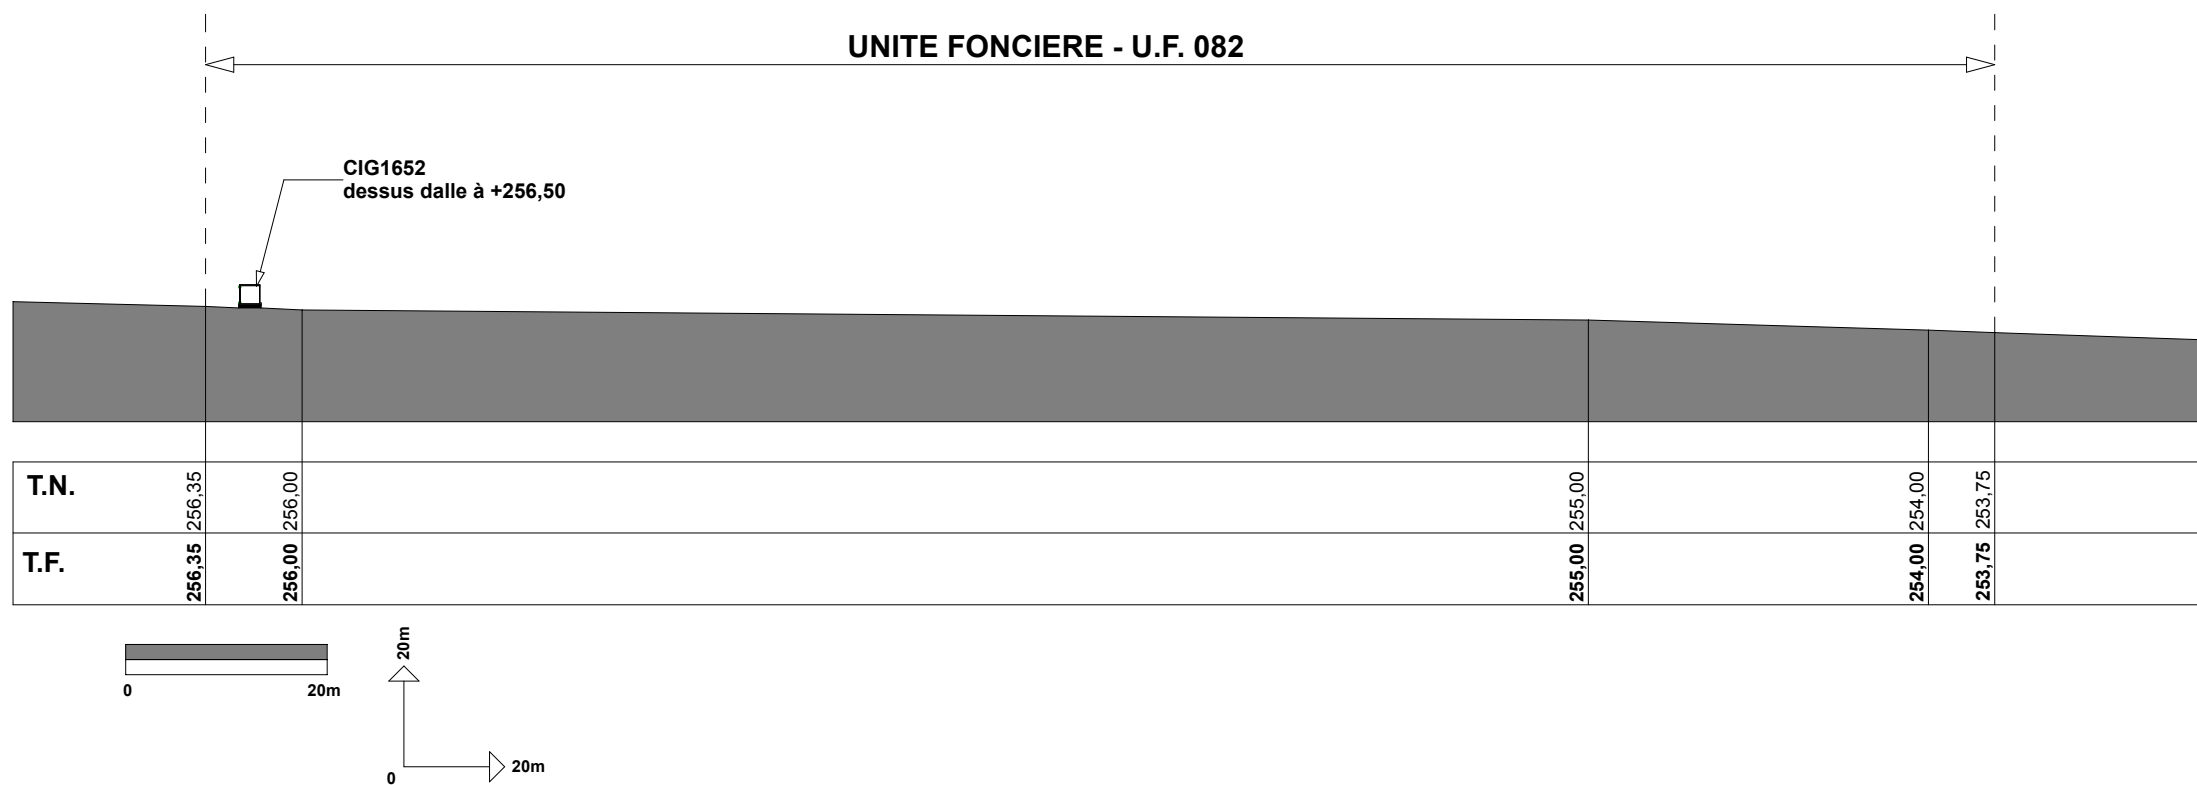 UNITE FONCIERE - U.F. 082
CIG1652
dessus dalle à +256,50
T.N.
256,35
256,00
255,00
254,00
253,75
T.F.
256,35
256,00
255,00
254,00
253,75
0
20m
20m
0
20m